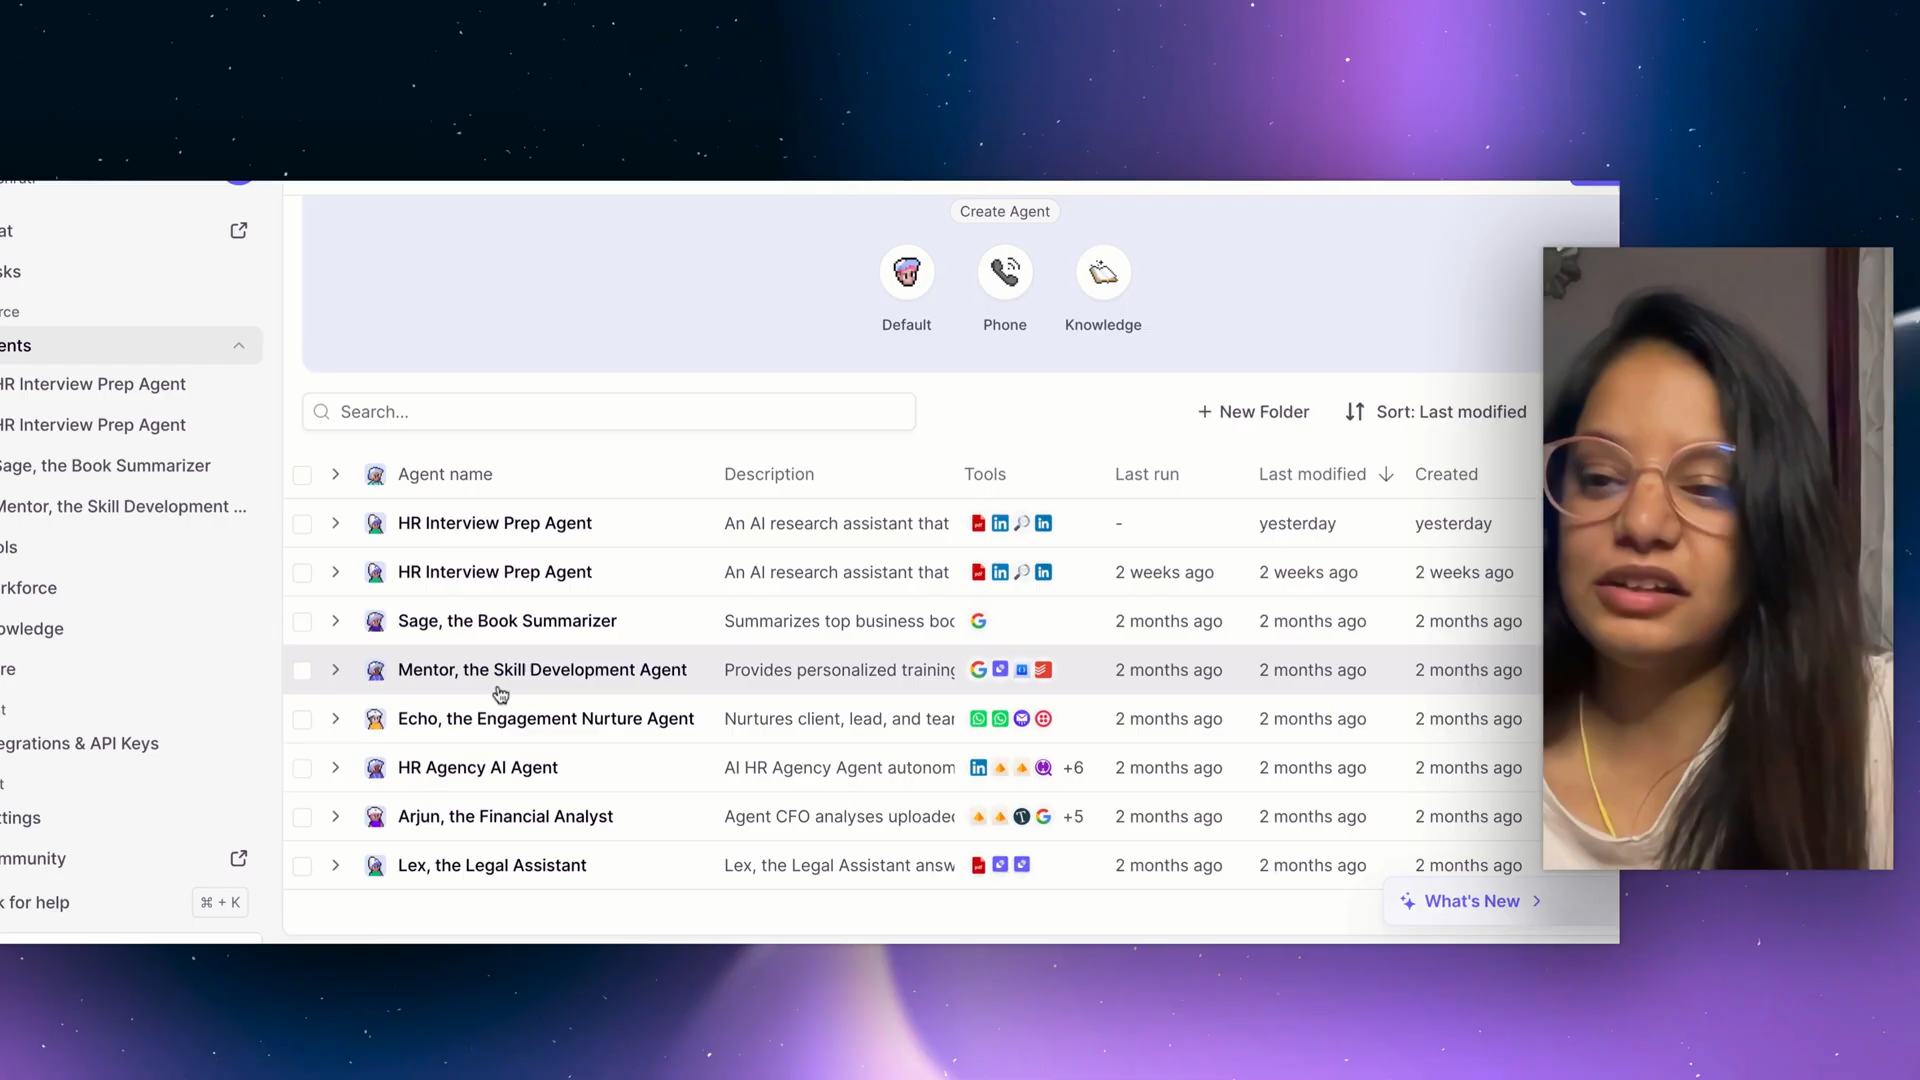 Create Agent
Default Phone Knowledge
at
sks
rce
ents
HR Interview Prep Agent
HR Interview Prep Agent
Sage, the Book Summarizer
Mentor, the Skill Development ...
ols
rkforce
owledge
re
t
egrations & API Keys
t
tings
mmunity
k for help ⌘ + K
Search...
+ New Folder Sort: Last modified
Agent name Description Tools Last run Last modified Created
HR Interview Prep Agent An AI research assistant that - yesterday yesterday
HR Interview Prep Agent An AI research assistant that 2 weeks ago 2 weeks ago 2 weeks ago
Sage, the Book Summarizer Summarizes top business boo 2 months ago 2 months ago 2 months ago
Mentor, the Skill Development Agent Provides personalized training 2 months ago 2 months ago 2 months ago
Echo, the Engagement Nurture Agent Nurtures client, lead, and tear 2 months ago 2 months ago 2 months ago
HR Agency AI Agent AI HR Agency Agent autonom +6 2 months ago 2 months ago 2 months ago
Arjun, the Financial Analyst Agent CFO analyses uploaded +5 2 months ago 2 months ago 2 months ago
Lex, the Legal Assistant Lex, the Legal Assistant answ 2 months ago 2 months ago 2 months ago
What's New